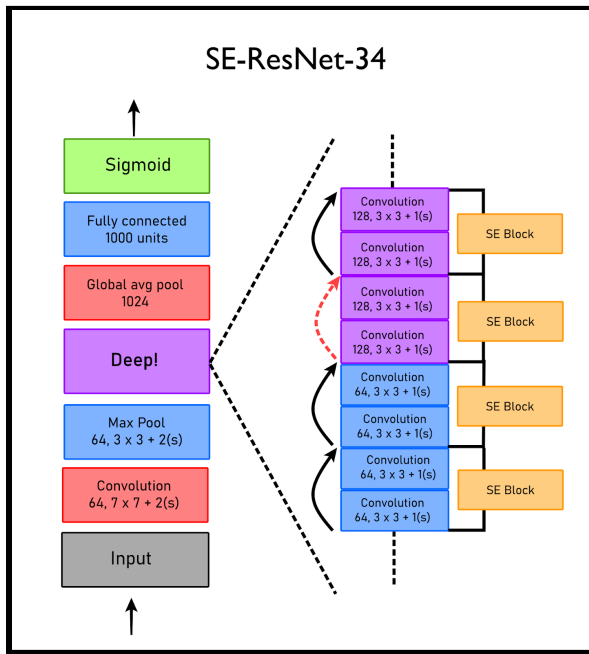 SE-ResNet-34
Sigmoid
Fully connected
1000 units
Global avg pool
1024
Deep!
Max Pool
64, 3 x 3 + 2(s)
Convolution
64, 7 x 7 + 2(s)
Input
Convolution
128, 3 x 3 + 1(s)
Convolution
128, 3 x 3 + 1(s)
Convolution
128, 3 x 3 + 1(s)
Convolution
128, 3 x 3 + 1(s)
Convolution
64, 3 x 3 + 1(s)
Convolution
64, 3 x 3 + 1(s)
Convolution
64, 3 x 3 + 1(s)
Convolution
64, 3 x 3 + 1(s)
SE Block
SE Block
SE Block
SE Block